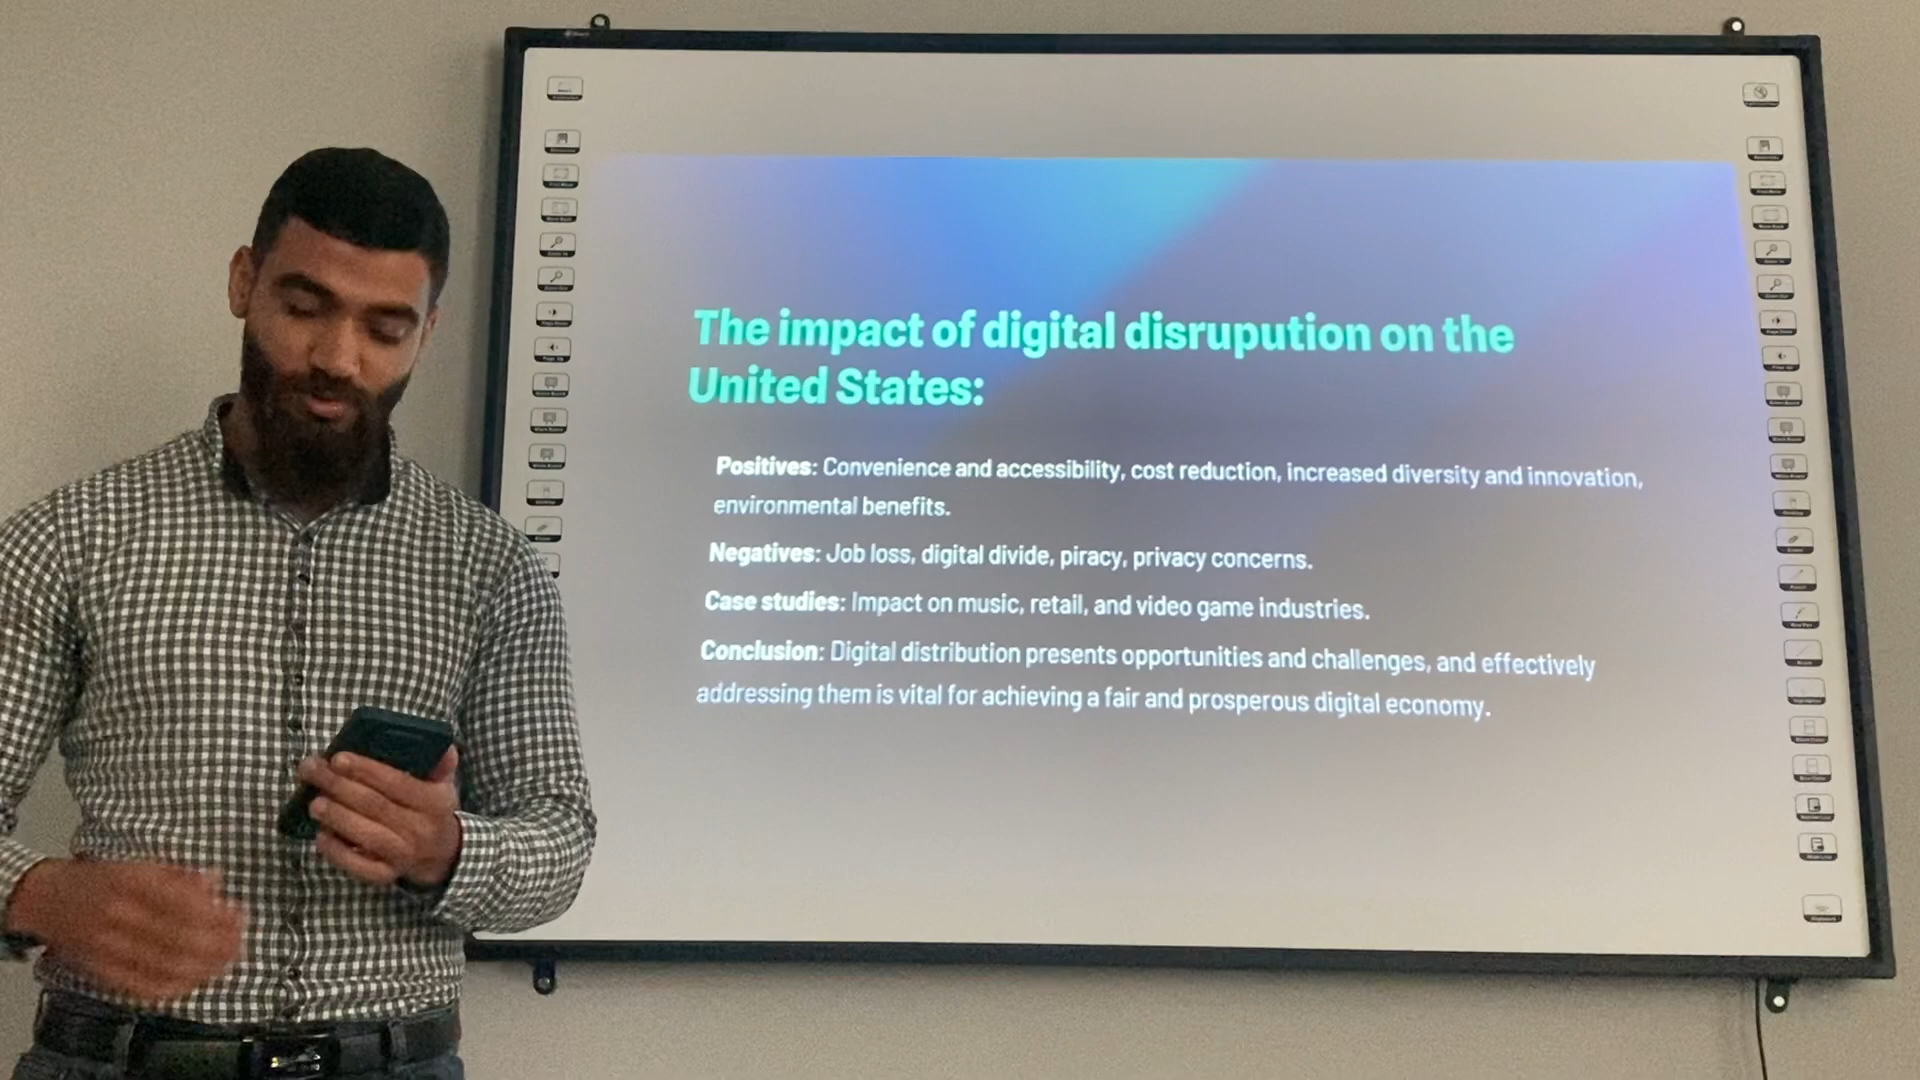 The impact of digital disrupution on the
United States:
Positives: Convenience and accessibility, cost reduction, increased diversity and innovation,
environmental benefits.
Negatives: Job loss, digital divide, piracy, privacy concerns.
Case studies: Impact on music, retail, and video game industries.
Conclusion: Digital distribution presents opportunities and challenges, and effectively
addressing them is vital for achieving a fair and prosperous digital economy.